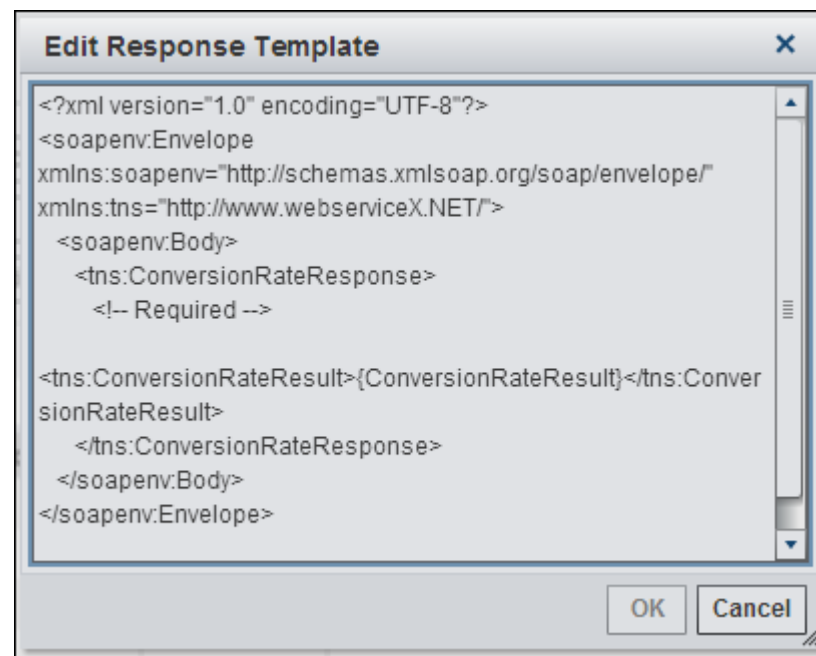 Edit Response Template
<?xml version="1.0" encoding="UTF-8"?>
<soapenv:Envelope
xmlns:soapenv="http://schemas.xmlsoap.org/soap/envelope/"
xmlns:tns="http://www.webserviceX.NET/">
<soapenv:Body>
<tns:ConversionRateResponse>
<!-- Required -->
<tns:ConversionRateResult>{ConversionRateResult}</tns:Conver
sionRateResult>
</tns:ConversionRateResponse>
</soapenv:Body>
</soapenv:Envelope>
OK Cancel